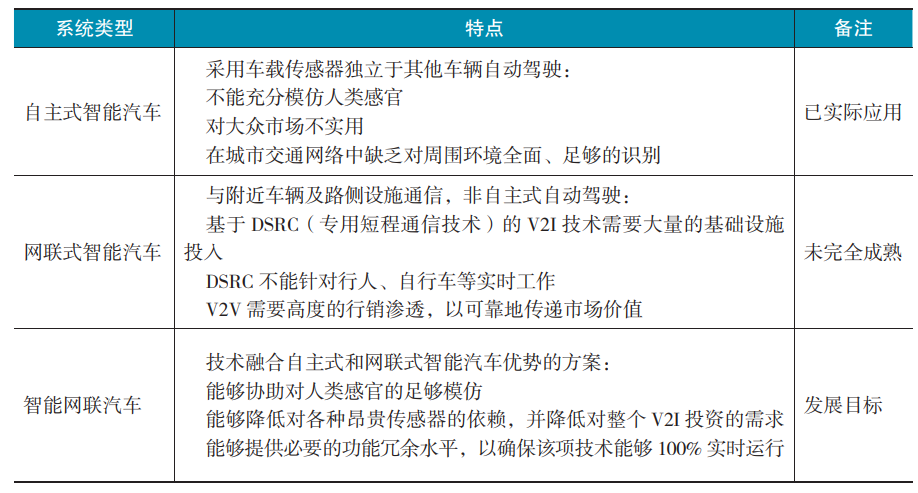 系统类型
特点
备注
自主式智能汽车
采用车载传感器独立于其他车辆自动驾驶：
不能充分模仿人类感官
对大众市场不实用
在城市交通网络中缺乏对周围环境全面、足够的识别
已实际应用
网联式智能汽车
与附近车辆及路侧设施通信，非自主式自动驾驶：
基于 DSRC（专用短程通信技术）的 V2I 技术需要大量的基础设施
投入
DSRC 不能针对行人、自行车等实时工作
V2V 需要高度的行销渗透，以可靠地传递市场价值
未完全成熟
智能网联汽车
技术融合自主式和网联式智能汽车优势的方案：
能够协助对人类感官的足够模仿
能够降低对各种昂贵传感器的依赖，并降低对整个 V2I 投资的需求
能够提供必要的功能冗余水平，以确保该项技术能够 100% 实时运行
发展目标